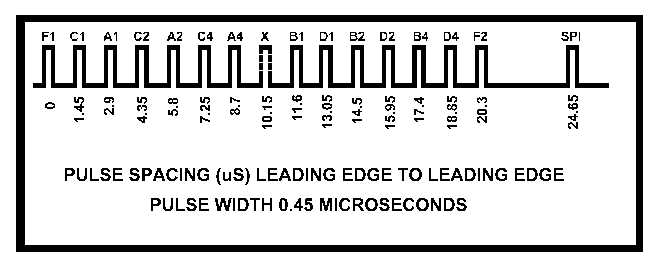 F1 C1 A1 C2 A2 C4 A4 X B1 D1 B2 D2 B4 D4 F2 SPI
0 1.45 2.9 4.35 5.8 7.25 8.7 10.15 11.6 13.05 14.5 15.95 17.4 18.85 20.3 24.65
PULSE SPACING (uS) LEADING EDGE TO LEADING EDGE
PULSE WIDTH 0.45 MICROSECONDS